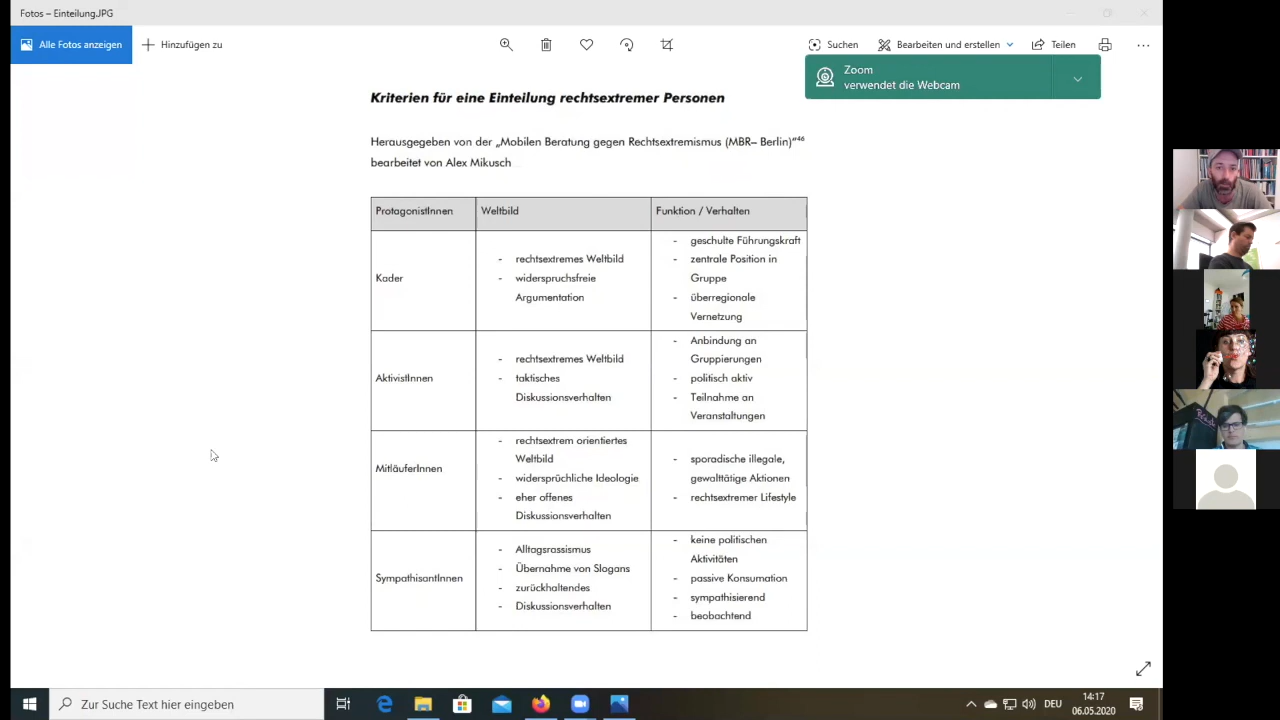 Fotos – Einteilung.JPG
Alle Fotos anzeigen
Hinzufügen zu
Suchen
Bearbeiten und erstellen
Teilen
Zoom
verwendet die Webcam
Kriterien für eine Einteilung rechtsextremer Personen
Herausgegeben von der „Mobilen Beratung gegen Rechtsextremismus (MBR– Berlin)“46
bearbeitet von Alex Mikusch
ProtagonistInnen
Weltbild
Funktion / Verhalten
Kader
- rechtsextremes Weltbild
- widerspruchsfreie
Argumentation
- geschulte Führungskraft
- zentrale Position in
Gruppe
- überregionale
Vernetzung
AktivistInnen
- rechtsextremes Weltbild
- taktisches
Diskussionsverhalten
- Anbindung an
Gruppierungen
- politisch aktiv
- Teilnahme an
Veranstaltungen
MitläuferInnen
- rechtsextrem orientiertes
Weltbild
- widersprüchliche Ideologie
- eher offenes
Diskussionsverhalten
- sporadische illegale,
gewalttätige Aktionen
- rechtsextremer Lifestyle
SympathisantInnen
- Alltagsrassismus
- Übernahme von Slogans
- zurückhaltendes
- Diskussionsverhalten
- keine politischen
Aktivitäten
- passive Konsumation
- sympathisierend
- beobachtend
Zur Suche Text hier eingeben
DEU
14:17
06.05.2020